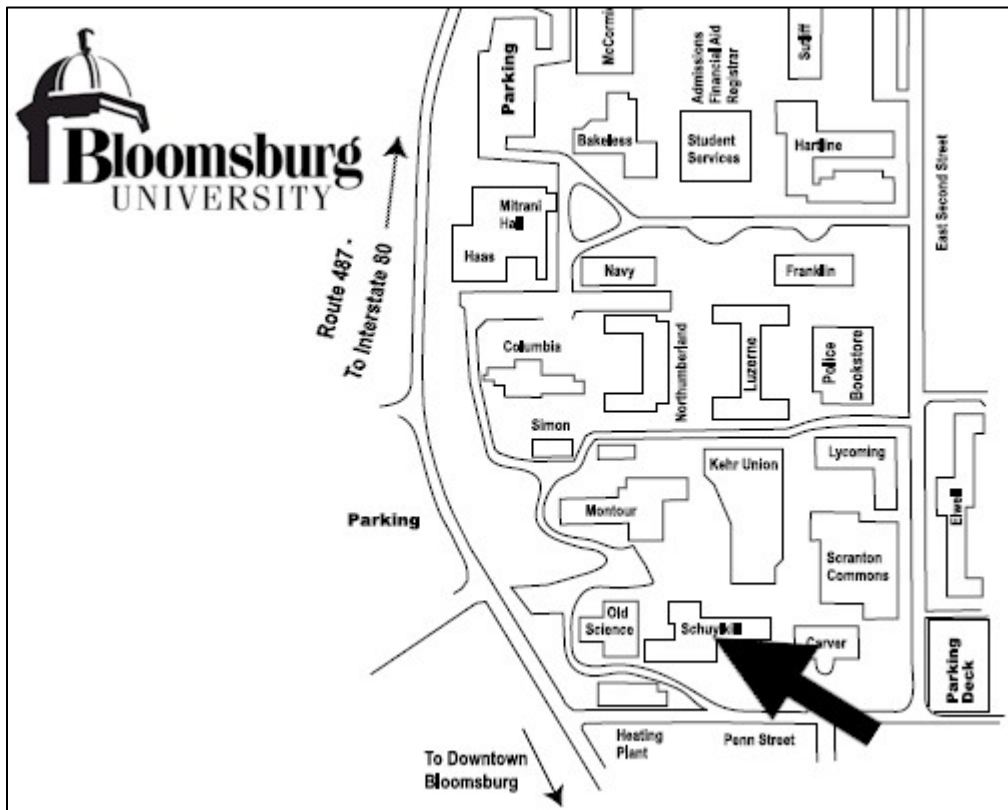 Bloomsburg
UNIVERSITY
Route 487 -
To Interstate 80
Parking
McCormi
Admissions
Financial Aid
Registrar
Sutliff
Bakeless
Student
Services
Hartline
East Second Street
Mitrani
Hall
Haas
Navy
Franklin
Columbia
Northumberland
Luzerne
Police
Bookstore
Simon
Kehr Union
Lycoming
Montour
Elwell
Parking
Scranton
Commons
Old
Science
Schuylkill
Carver
Parking
Deck
Heating
Plant
Penn Street
To Downtown
Bloomsburg